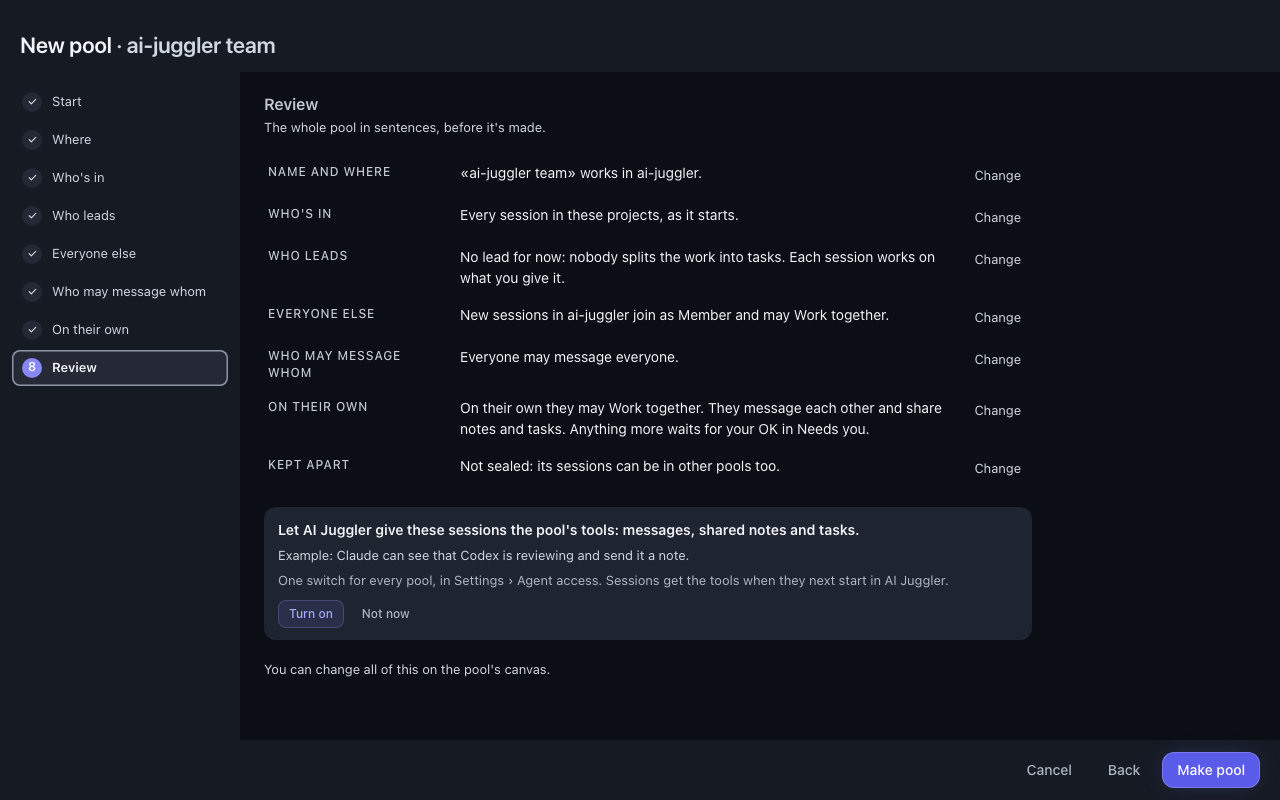 New pool · ai-juggler team
Start
Where
Who's in
Who leads
Everyone else
Who may message whom
On their own
8 Review
Review
The whole pool in sentences, before it's made.
NAME AND WHERE
«ai-juggler team» works in ai-juggler.
Change
WHO'S IN
Every session in these projects, as it starts.
Change
WHO LEADS
No lead for now: nobody splits the work into tasks. Each session works on
what you give it.
Change
EVERYONE ELSE
New sessions in ai-juggler join as Member and may Work together.
Change
WHO MAY MESSAGE
WHOM
Everyone may message everyone.
Change
ON THEIR OWN
On their own they may Work together. They message each other and share
notes and tasks. Anything more waits for your OK in Needs you.
Change
KEPT APART
Not sealed: its sessions can be in other pools too.
Change
Let AI Juggler give these sessions the pool's tools: messages, shared notes and tasks.
Example: Claude can see that Codex is reviewing and send it a note.
One switch for every pool, in Settings › Agent access. Sessions get the tools when they next start in AI Juggler.
Turn on
Not now
You can change all of this on the pool's canvas.
Cancel
Back
Make pool